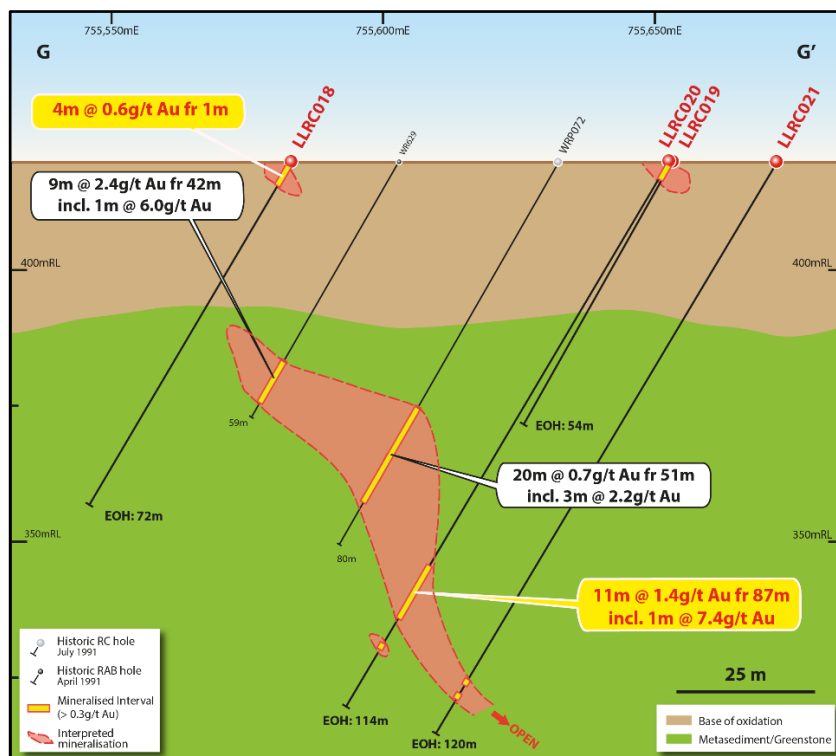 755,550mE
755,600mE
755,650mE
G
G’
LLRC018
WR629
WRP072
LLRC020
LLRC019
LLRC021
4m @ 0.6g/t Au fr 1m
9m @ 2.4g/t Au fr 42m
incl. 1m @ 6.0g/t Au
400mRL
400mRL
59m
EOH: 54m
20m @ 0.7g/t Au fr 51m
incl. 3m @ 2.2g/t Au
EOH: 72m
350mRL
350mRL
80m
11m @ 1.4g/t Au fr 87m
incl. 1m @ 7.4g/t Au
Historic RC hole
July 1991
Historic RAB hole
April 1991
Mineralised Interval
(> 0.3g/t Au)
Interpreted
mineralisation
EOH: 114m
EOH: 120m
OPEN
25 m
Base of oxidation
Metasediment/Greenstone